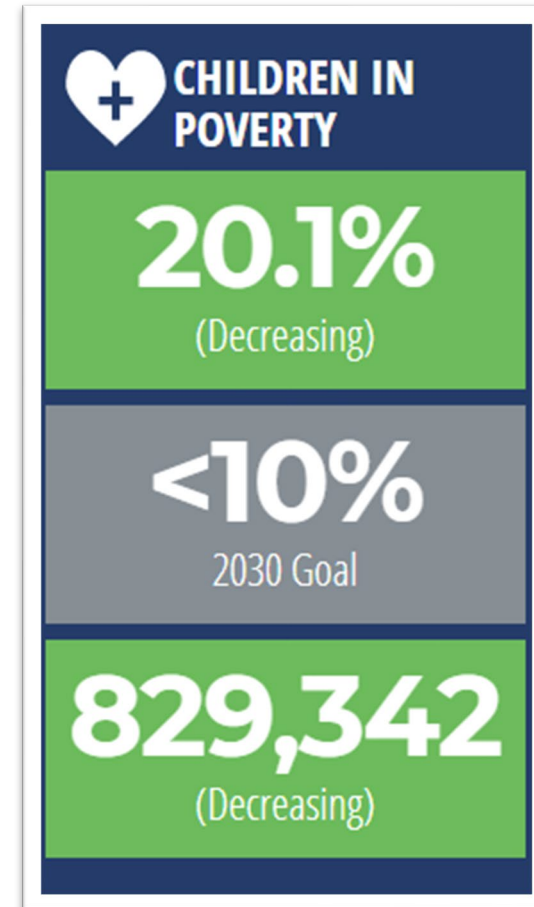 CHILDREN IN
POVERTY
20.1%
(Decreasing)
<10%
2030 Goal
829,342
(Decreasing)